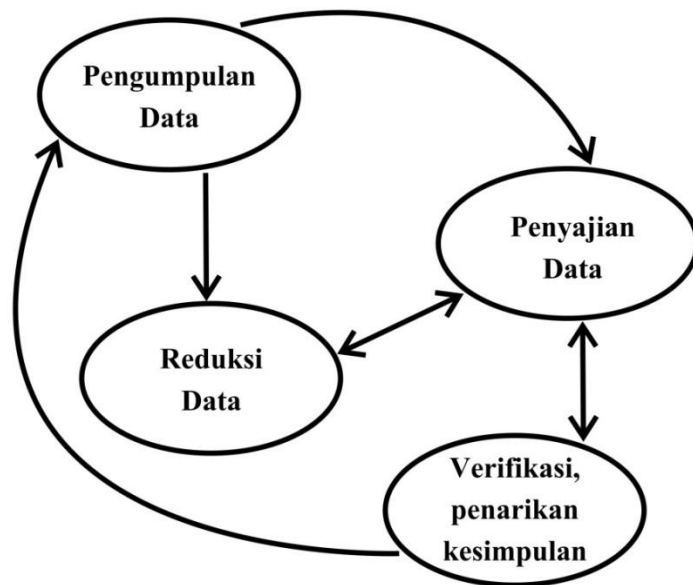 Pengumpulan
Data
Penyajian
Data
Reduksi
Data
Verifikasi,
penarikan
kesimpulan